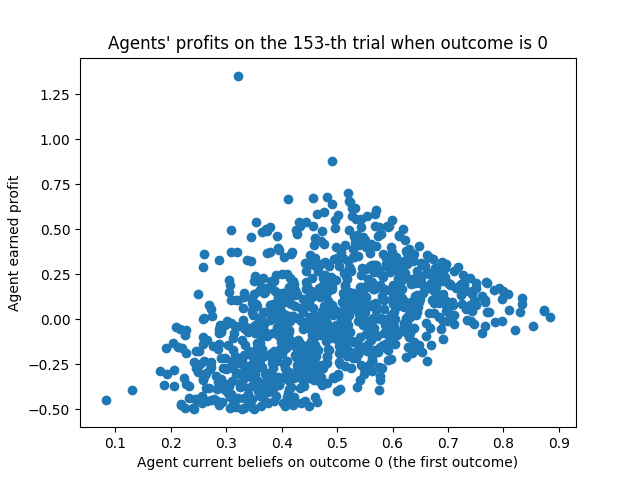 Agents' profits on the 153-th trial when outcome is 0
1.25
1.00
0.75
0.50
0.25
0.00
−0.25
−0.50
Agent earned profit
0.1 0.2 0.3 0.4 0.5 0.6 0.7 0.8 0.9
Agent current beliefs on outcome 0 (the first outcome)